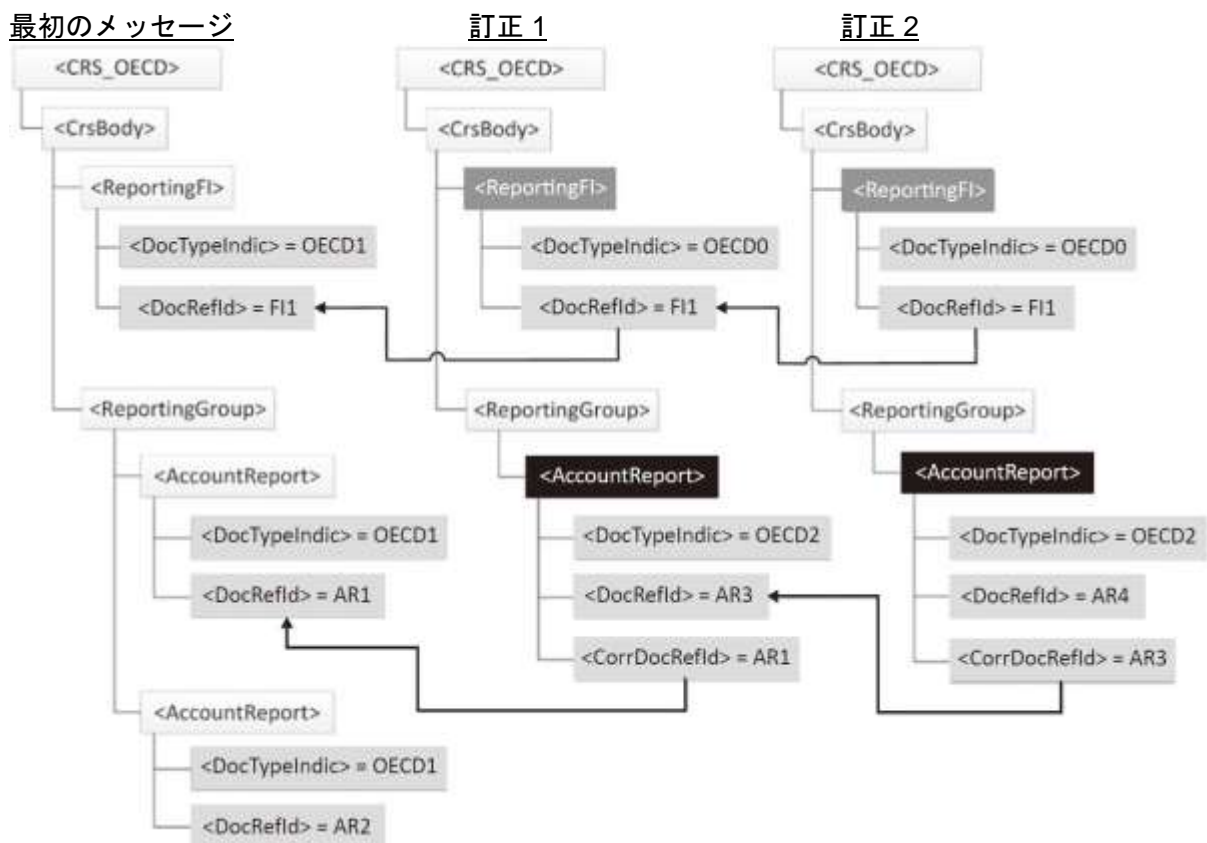 最初のメッセージ
<CRS_OECD>
<CrsBody>
<ReportingFI>
<DocTypeIndic> = OECD1
<DocRefId> = FI1
<ReportingGroup>
<AccountReport>
<DocTypeIndic> = OECD1
<DocRefId> = AR1
<AccountReport>
<DocTypeIndic> = OECD1
<DocRefId> = AR2
訂正 1
<CRS_OECD>
<CrsBody>
<ReportingFI>
<DocTypeIndic> = OECD0
<DocRefId> = FI1
<ReportingGroup>
<AccountReport>
<DocTypeIndic> = OECD2
<DocRefId> = AR3
<CorrDocRefId> = AR1
訂正 2
<CRS_OECD>
<CrsBody>
<ReportingFI>
<DocTypeIndic> = OECD0
<DocRefId> = FI1
<ReportingGroup>
<AccountReport>
<DocTypeIndic> = OECD2
<DocRefId> = AR4
<CorrDocRefId> = AR3